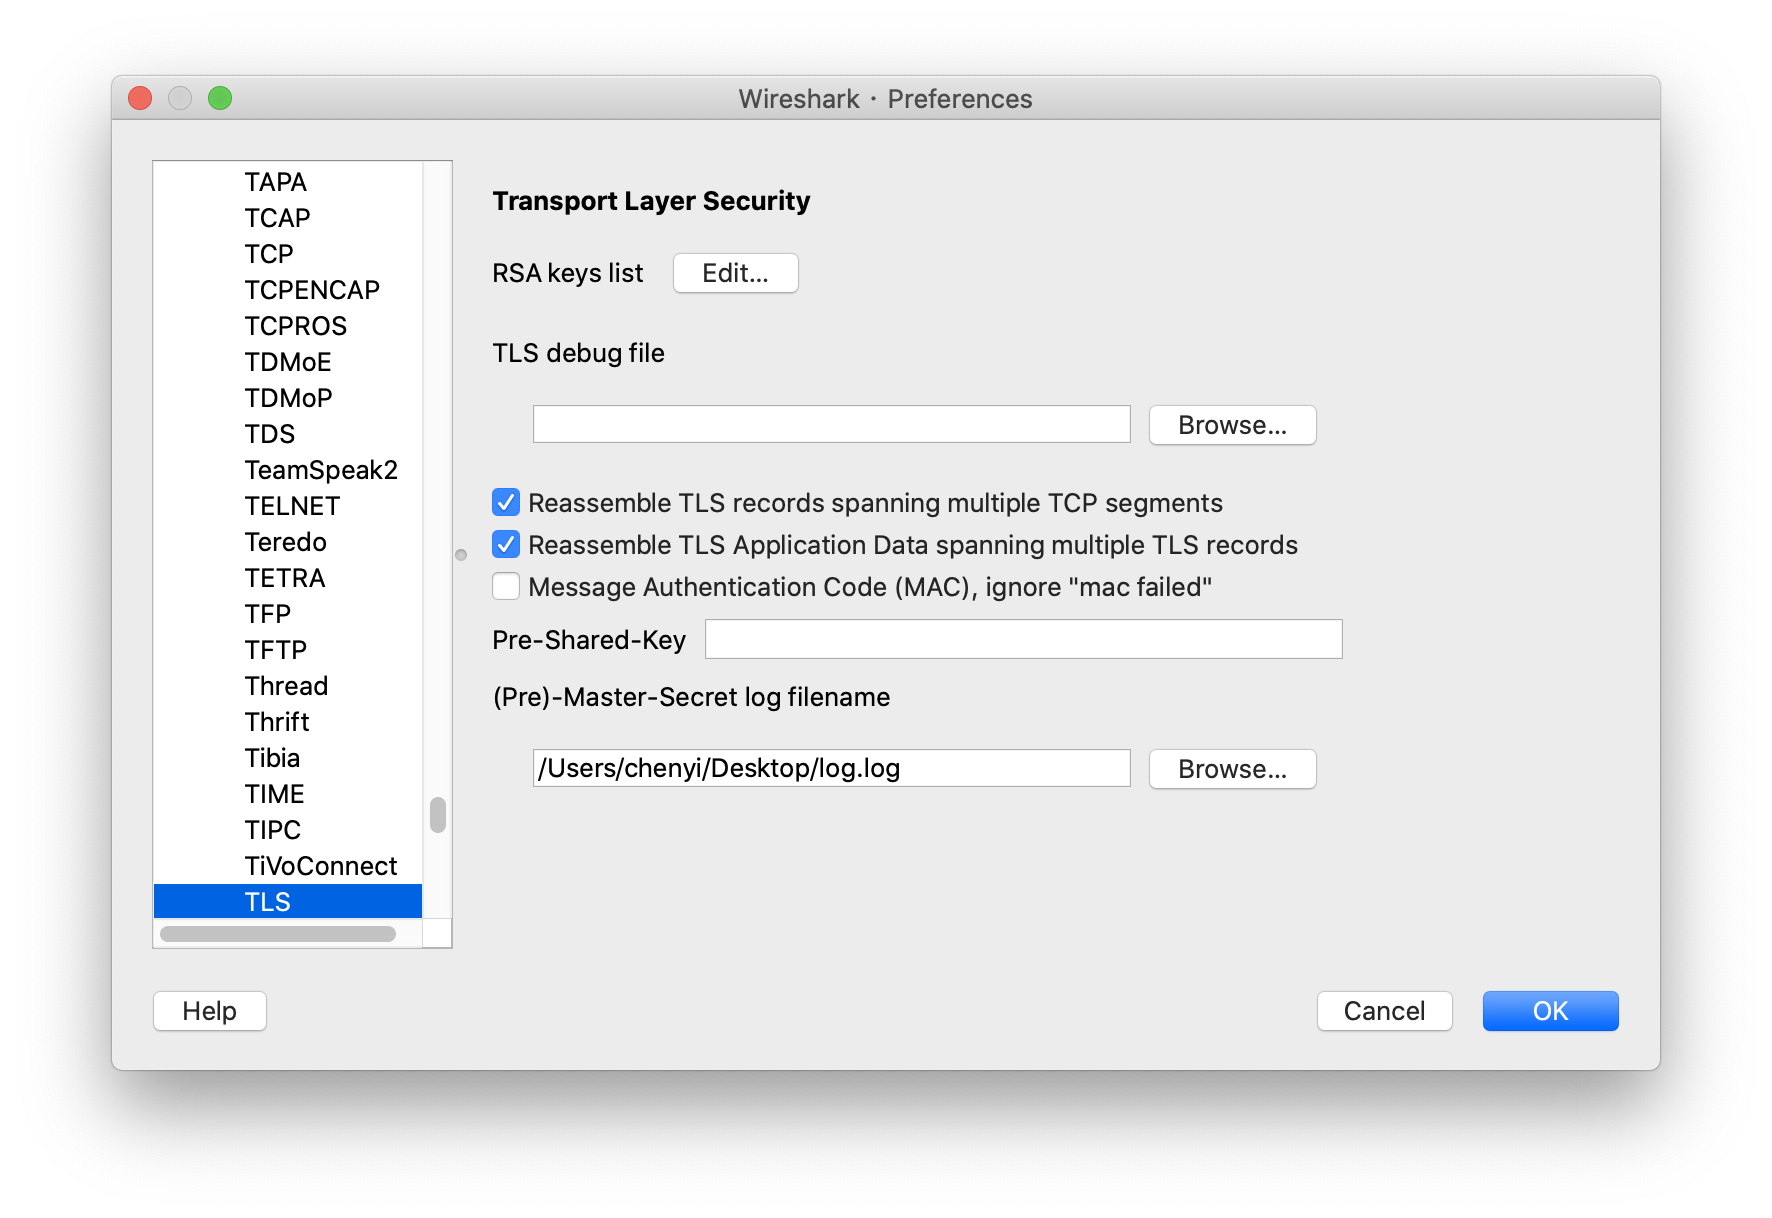 Wireshark · Preferences
TAPA
TCAP
TCP
TCPENCAP
TCPROS
TDMoE
TDMoP
TDS
TeamSpeak2
TELNET
Teredo
TETRA
TFP
TFTP
Thread
Thrift
Tibia
TIME
TIPC
TiVoConnect
TLS
Transport Layer Security
RSA keys list Edit...
TLS debug file
Browse...
Reassemble TLS records spanning multiple TCP segments
Reassemble TLS Application Data spanning multiple TLS records
Message Authentication Code (MAC), ignore "mac failed"
Pre-Shared-Key
(Pre)-Master-Secret log filename
/Users/chenyi/Desktop/log.log Browse...
Help Cancel OK